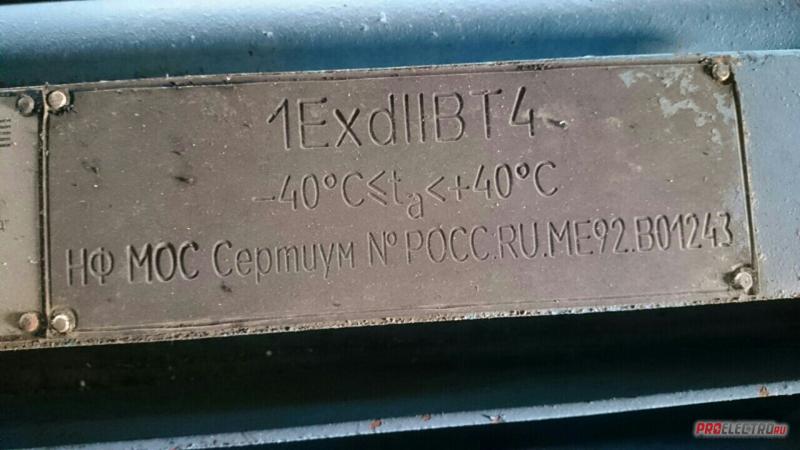 1ExdIIBT4
-40°C≤ta<+40°C
НФ МОС Сертиум № РОСС.RU.МЕ92.В01243
PROELECTRO.RU